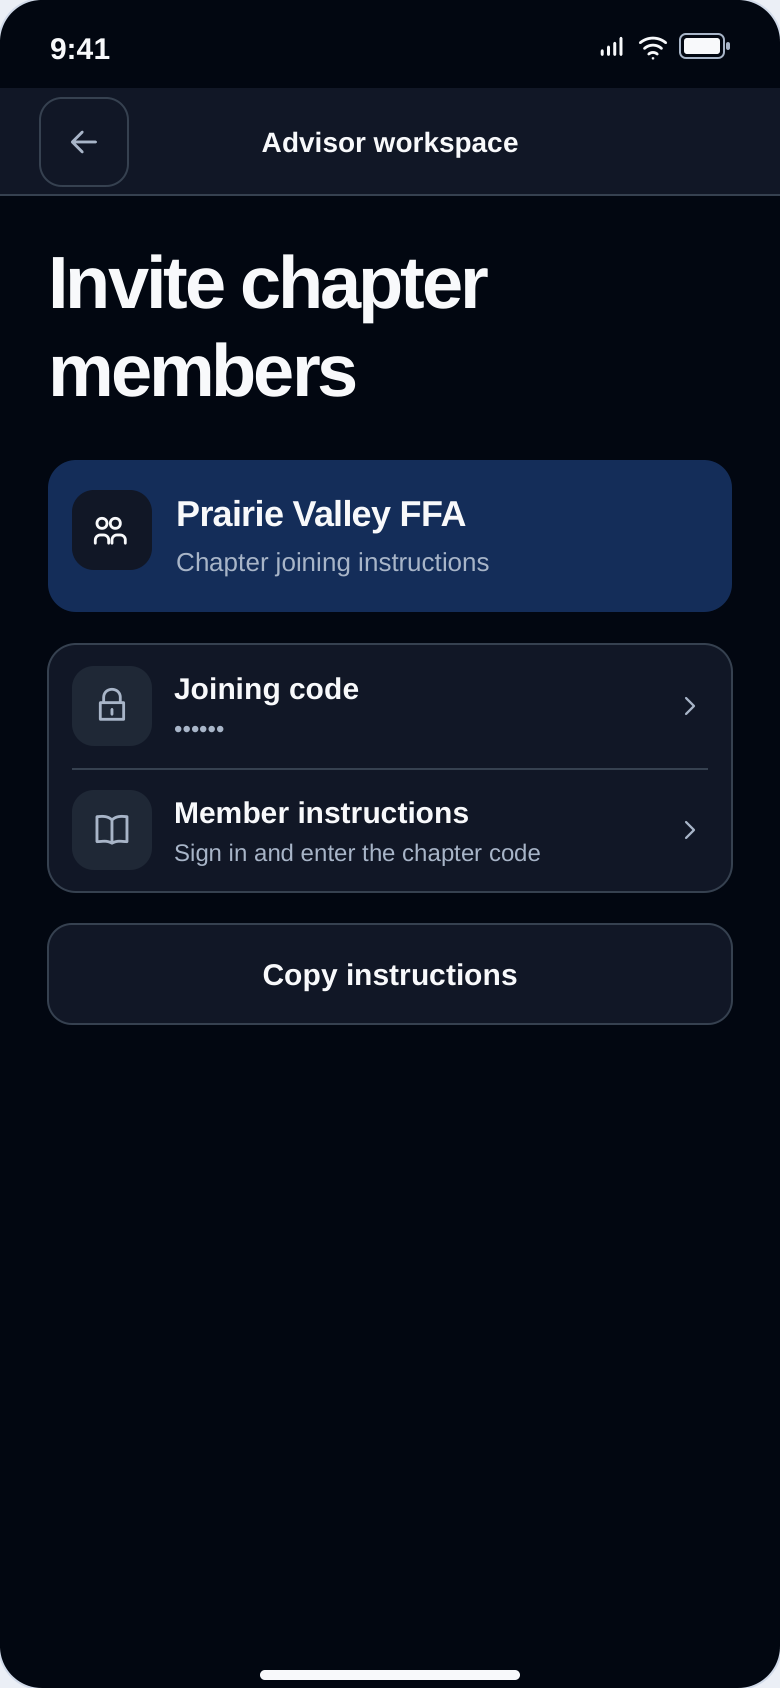 9:41
Advisor workspace
Invite chapter
members
Prairie Valley FFA
Chapter joining instructions
Joining code
••••••
Member instructions
Sign in and enter the chapter code
Copy instructions